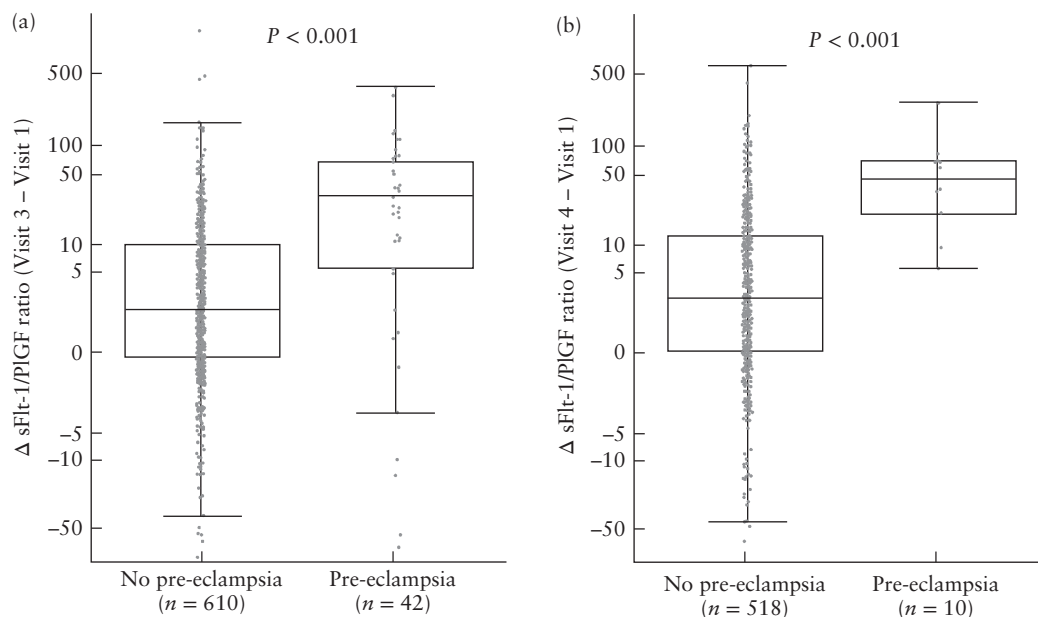 (a)
P < 0.001
Δ sFlt-1/PlGF ratio (Visit 3 – Visit 1)
500
100
50
10
5
0
–5
–10
–50
No pre-eclampsia
(n = 610)
Pre-eclampsia
(n = 42)
(b)
P < 0.001
Δ sFlt-1/PlGF ratio (Visit 4 – Visit 1)
500
100
50
10
5
0
–5
–10
–50
No pre-eclampsia
(n = 518)
Pre-eclampsia
(n = 10)